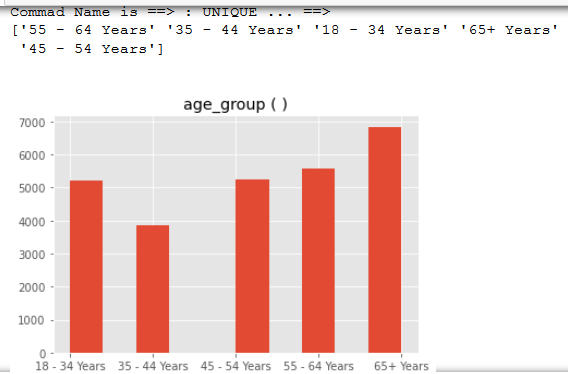 Commad Name is ==> : UNIQUE ... ==>
['55 - 64 Years' '35 - 44 Years' '18 - 34 Years' '65+ Years'
'45 - 54 Years']
age_group ( )
7000
6000
5000
4000
3000
2000
1000
0
18 - 34 Years 35 - 44 Years 45 - 54 Years 55 - 64 Years 65+ Years